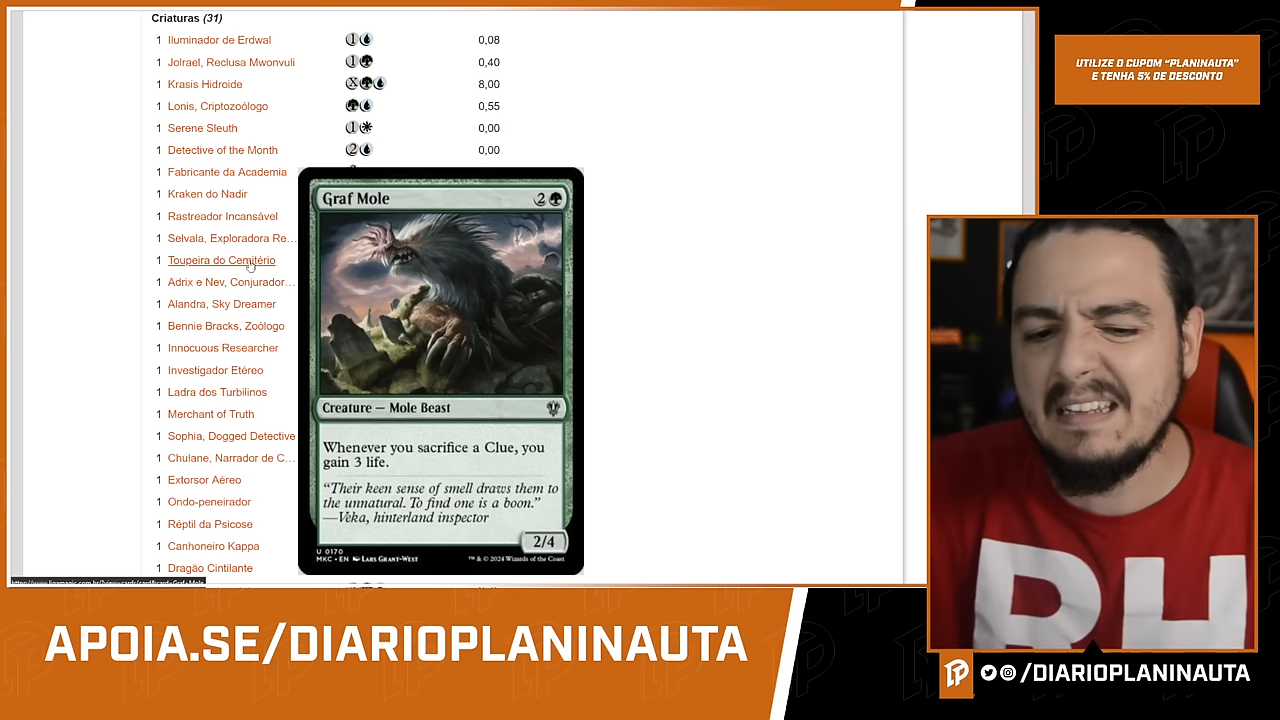 Criaturas (31)
1 Iluminador de Erdwal 1 0,08
1 Jolrael, Reclusa Mwonvuli 1 0,40
1 Krasis Hidroide X 8,00
1 Lonis, Criptozoólogo 0,55
1 Serene Sleuth 1 0,00
1 Detective of the Month 2 0,00
1 Fabricante da Academia
1 Kraken do Nadir
1 Rastreador Incansável
1 Selvala, Exploradora Re...
1 Toupeira do Cemitério
1 Adrix e Nev, Conjurador...
1 Alandra, Sky Dreamer
1 Bennie Bracks, Zoólogo
1 Innocuous Researcher
1 Investigador Etéreo
1 Ladra dos Turbilinos
1 Merchant of Truth
1 Sophia, Dogged Detective
1 Chulane, Narrador de C...
1 Extorsor Aéreo
1 Ondo-peneirador
1 Réptil da Psicose
1 Canhoneiro Kappa
1 Dragão Cintilante
Graf Mole 2
Creature — Mole Beast
Whenever you sacrifice a Clue, you
gain 3 life.
“Their keen sense of smell draws them to
the unnatural. To find one is a boon.”
—Veka, hinterland inspector
2/4
U 0170
MKC • EN Lars Grant-West
™ & © 2024 Wizards of the Coast
UTILIZE O CUPOM “PLANINAUTA”
E TENHA 5% DE DESCONTO
RH
APOIA.SE/DIARIOPLANINAUTA
/DIARIOPLANINAUTA